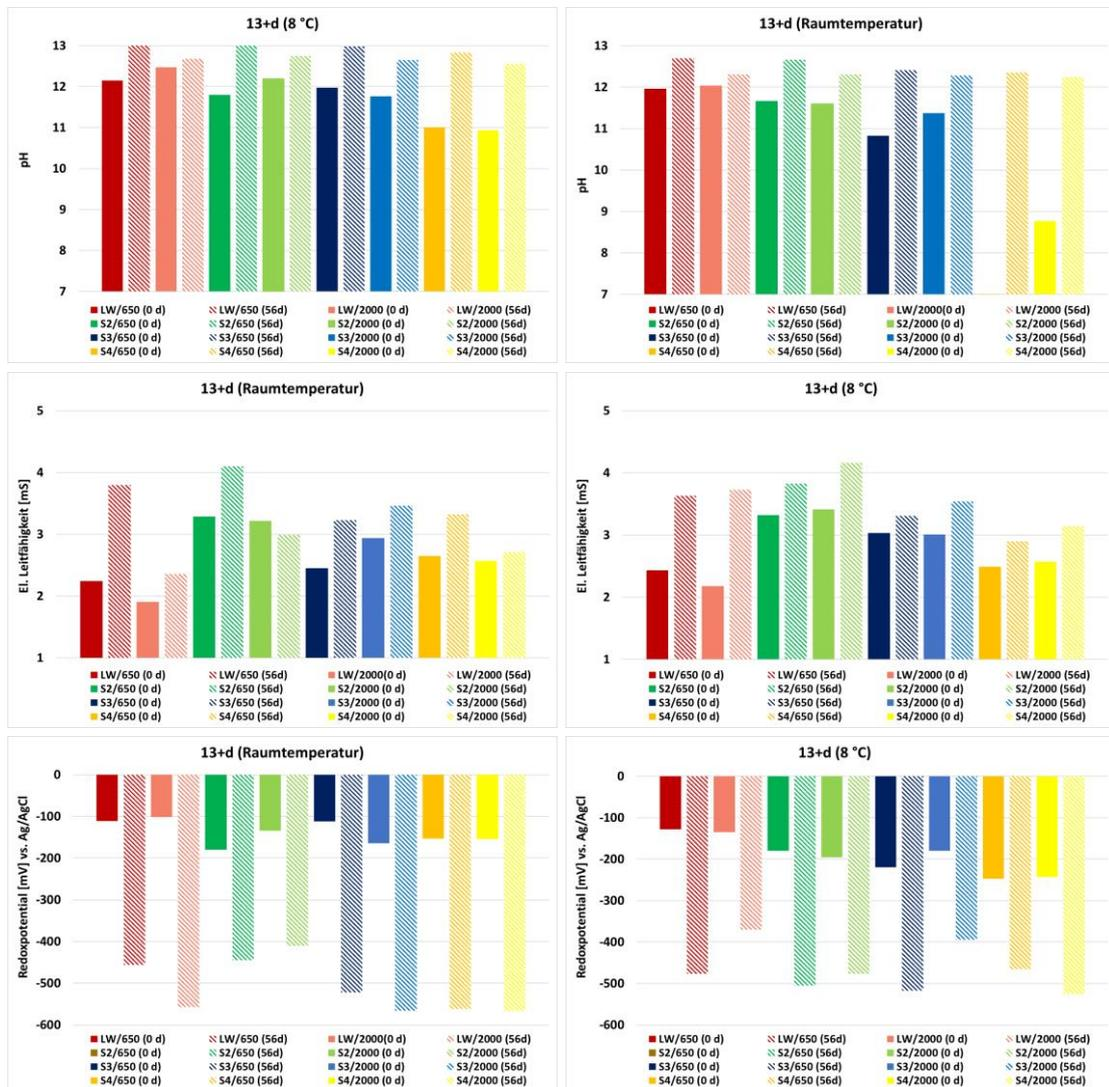 13+d (8 °C)
pH
13
12
11
10
9
8
7
LW/650 (0 d) LW/650 (56d) LW/2000(0 d) LW/2000 (56d)
S2/650 (0 d) S2/650 (56d) S2/2000 (0 d) S2/2000 (56d)
S3/650 (0 d) S3/650 (56d) S3/2000 (0 d) S3/2000 (56d)
S4/650 (0 d) S4/650 (56d) S4/2000 (0 d) S4/2000 (56d)
13+d (Raumtemperatur)
pH
13
12
11
10
9
8
7
LW/650 (0 d) LW/650 (56d) LW/2000(0 d) LW/2000 (56d)
S2/650 (0 d) S2/650 (56d) S2/2000 (0 d) S2/2000 (56d)
S3/650 (0 d) S3/650 (56d) S3/2000 (0 d) S3/2000 (56d)
S4/650 (0 d) S4/650 (56d) S4/2000 (0 d) S4/2000 (56d)
13+d (Raumtemperatur)
El. Leitfähigkeit [mS]
5
4
3
2
1
LW/650 (0 d) LW/650 (56d) LW/2000(0 d) LW/2000 (56d)
S2/650 (0 d) S2/650 (56d) S2/2000 (0 d) S2/2000 (56d)
S3/650 (0 d) S3/650 (56d) S3/2000 (0 d) S3/2000 (56d)
S4/650 (0 d) S4/650 (56d) S4/2000 (0 d) S4/2000 (56d)
13+d (8 °C)
El. Leitfähigkeit [mS]
5
4
3
2
1
LW/650 (0 d) LW/650 (56d) LW/2000(0 d) LW/2000 (56d)
S2/650 (0 d) S2/650 (56d) S2/2000 (0 d) S2/2000 (56d)
S3/650 (0 d) S3/650 (56d) S3/2000 (0 d) S3/2000 (56d)
S4/650 (0 d) S4/650 (56d) S4/2000 (0 d) S4/2000 (56d)
13+d (Raumtemperatur)
Redoxpotential [mV] vs. Ag/AgCl
0
-100
-200
-300
-400
-500
-600
LW/650 (0 d) LW/650 (56d) LW/2000(0 d) LW/2000 (56d)
S2/650 (0 d) S2/650 (56d) S2/2000 (0 d) S2/2000 (56d)
S3/650 (0 d) S3/650 (56d) S3/2000 (0 d) S3/2000 (56d)
S4/650 (0 d) S4/650 (56d) S4/2000 (0 d) S4/2000 (56d)
13+d (8 °C)
Redoxpotential [mV] vs. Ag/AgCl
0
-100
-200
-300
-400
-500
-600
LW/650 (0 d) LW/650 (56d) LW/2000(0 d) LW/2000 (56d)
S2/650 (0 d) S2/650 (56d) S2/2000 (0 d) S2/2000 (56d)
S3/650 (0 d) S3/650 (56d) S3/2000 (0 d) S3/2000 (56d)
S4/650 (0 d) S4/650 (56d) S4/2000 (0 d) S4/2000 (56d)